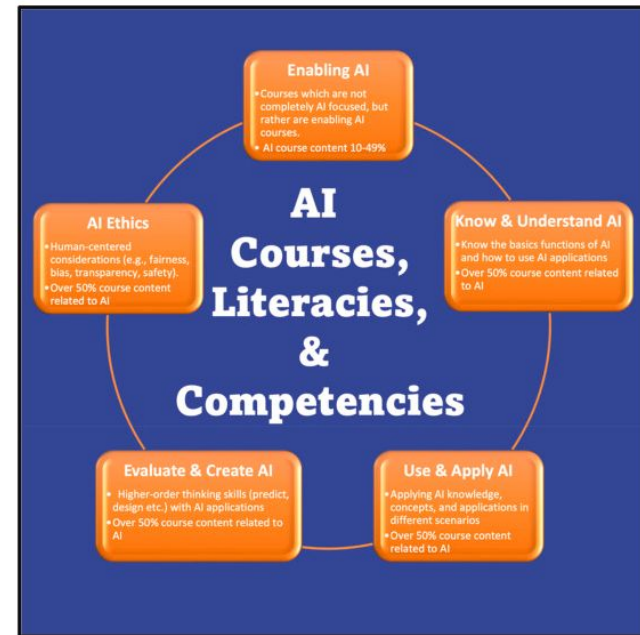 Enabling AI
•Courses which are not
completely AI focused, but
rather are enabling AI
courses.
• AI course content 10-49%
AI Ethics
•Human-centered
considerations (e.g., fairness,
bias, transparency, safety).
•Over 50% course content
related to AI
AI
Courses,
Literacies,
&
Competencies
Know & Understand AI
•Know the basics functions of AI
and how to use AI applications
•Over 50% course content related
to AI
Evaluate & Create AI
• Higher-order thinking skills (predict,
design etc.) with AI applications
•Over 50% course content related to
AI
Use & Apply AI
•Applying AI knowledge,
concepts, and applications in
different scenarios
•Over 50% course content
related to AI